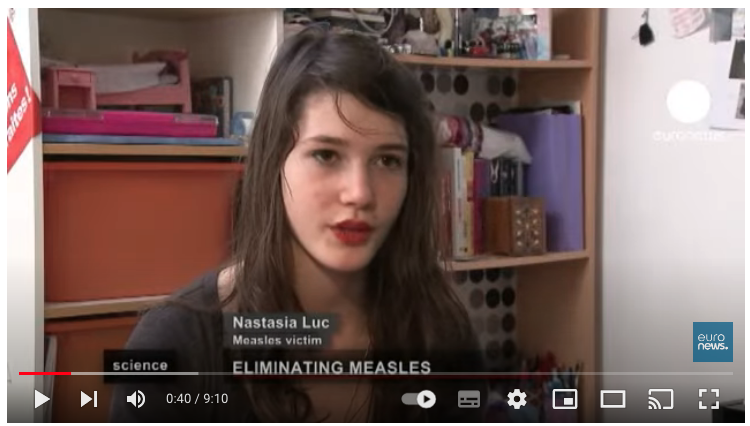 euronews
Nastasia Luc
Measles victim
science
ELIMINATING MEASLES
euro
news.
0:40 / 9:10